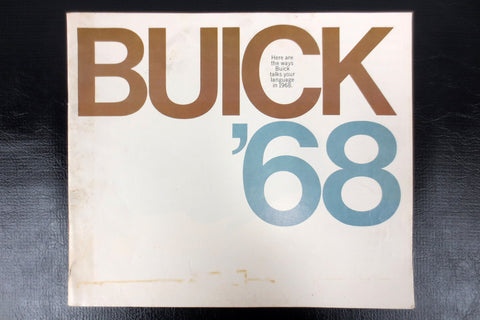 BUICK
Here are
the ways
Buick
talks your
language
in 1968.
'68